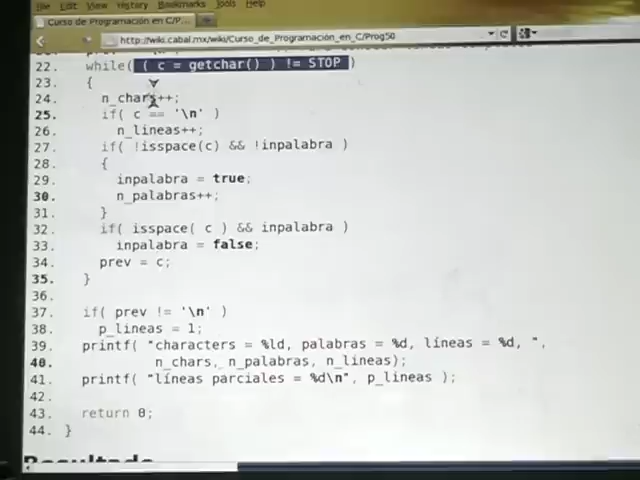 File Edit View History Bookmarks Tools Help
Curso de Programación en C/P...
http://wiki.cabal.mx/wiki/Curso_de_Programación_en_C/Prog50
22. while( ( c = getchar() ) != STOP )
23. {
24. n_chars++;
25. if( c == '\n' )
26. n_lineas++;
27. if( !isspace(c) && !inpalabra )
28. {
29. inpalabra = true;
30. n_palabras++;
31. }
32. if( isspace( c ) && inpalabra )
33. inpalabra = false;
34. prev = c;
35. }
36.
37. if( prev != '\n' )
38. p_lineas = 1;
39. printf( "characters = %ld, palabras = %d, líneas = %d, ",
40. n_chars, n_palabras, n_lineas);
41. printf( "líneas parciales = %d\n", p_lineas );
42.
43. return 0;
44. }
Resultado